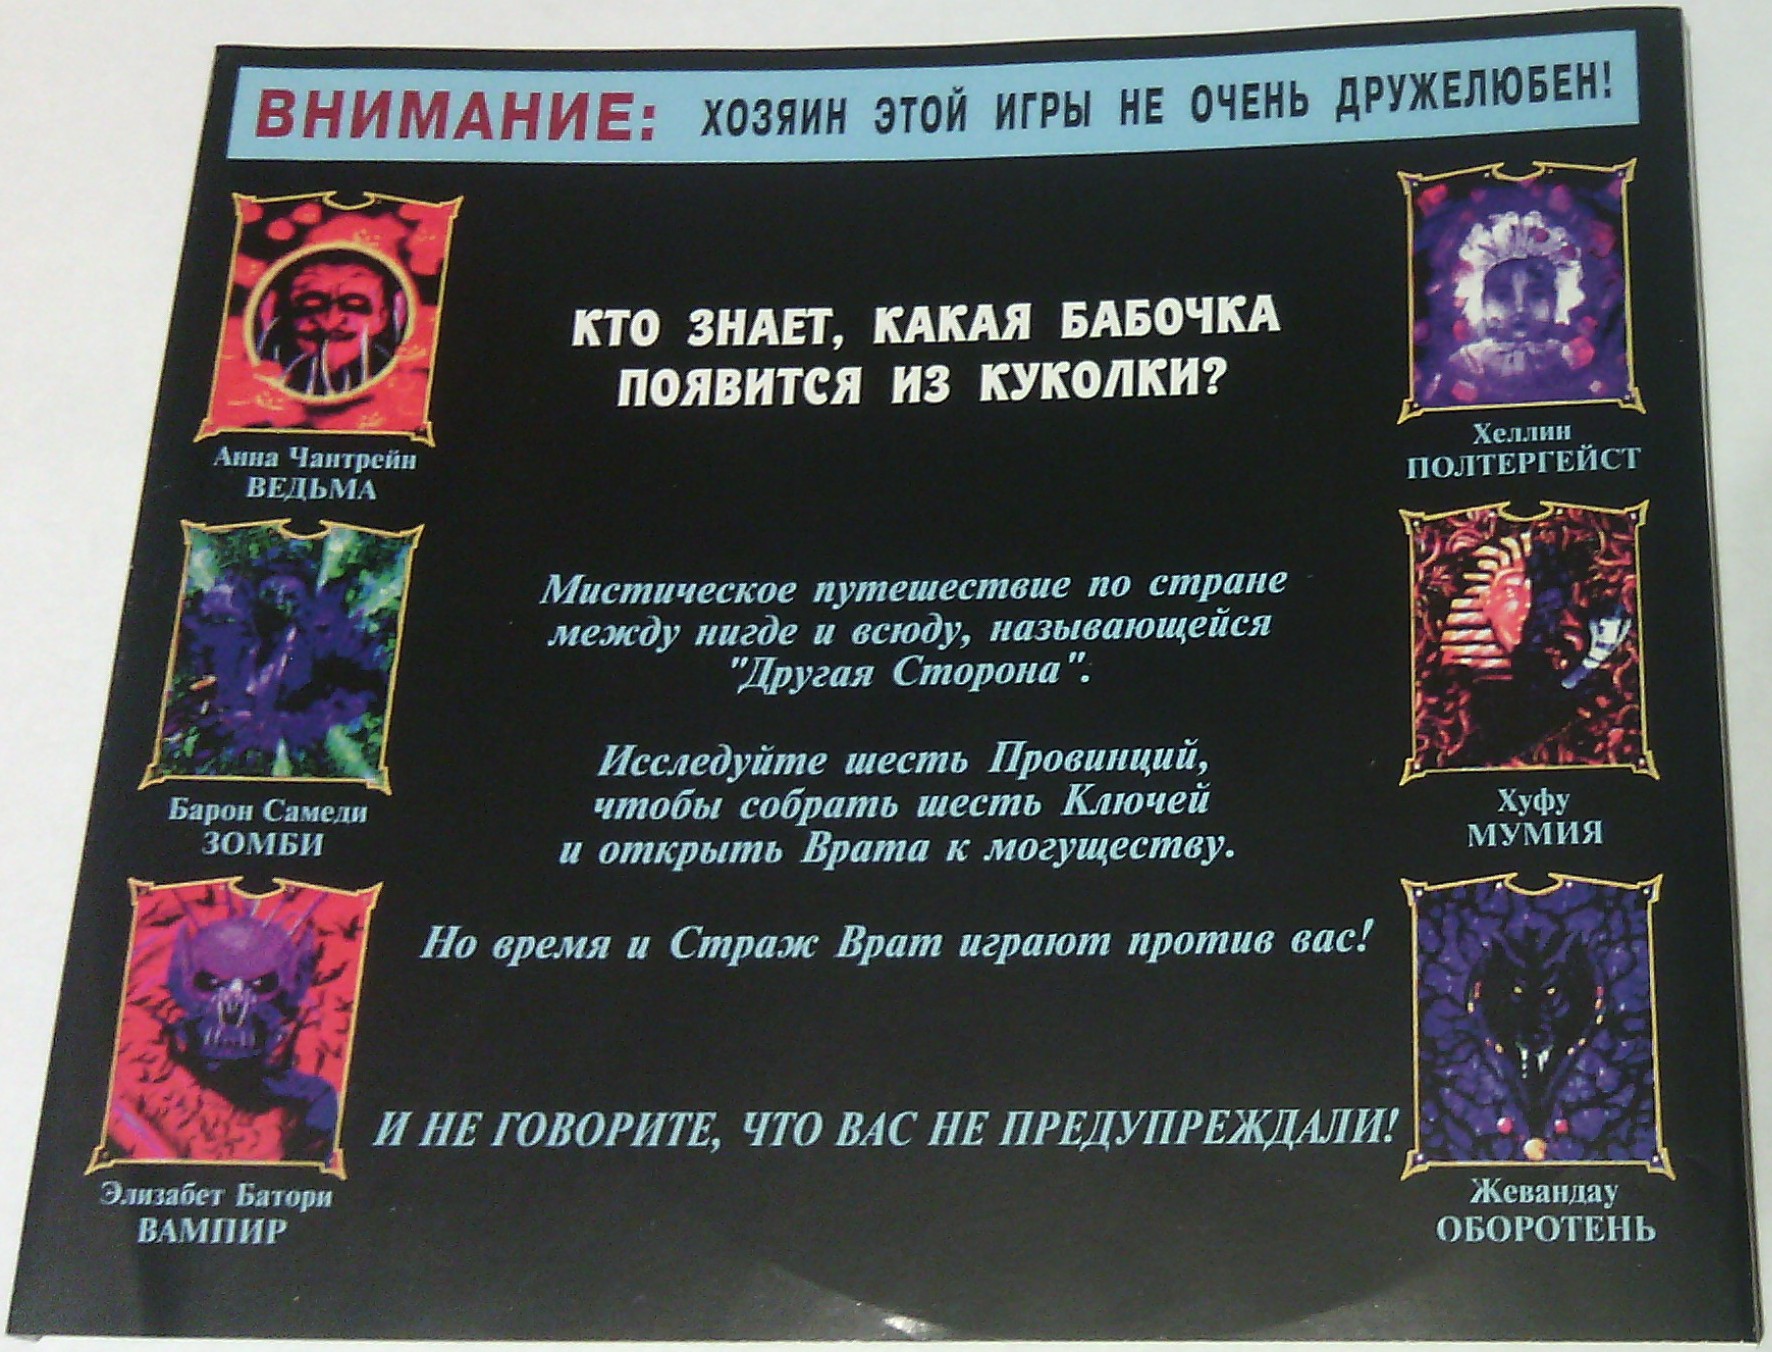 ВНИМАНИЕ: ХОЗЯИН ЭТОЙ ИГРЫ НЕ ОЧЕНЬ ДРУЖЕЛЮБЕН!
КТО ЗНАЕТ, КАКАЯ БАБОЧКА
ПОЯВИТСЯ ИЗ КУКОЛКИ?
Анна Чантрейн
ВЕДЬМА
Хеллин
ПОЛТЕРГЕЙСТ
Мистическое путешествие по стране
между нигде и всюду, называющейся
"Другая Сторона".
Исследуйте шесть Провинций,
чтобы собрать шесть Ключей
и открыть Врата к могуществу.
Барон Самеди
ЗОМБИ
Хуфу
МУМИЯ
Но время и Страж Врат играют против вас!
И НЕ ГОВОРИТЕ, ЧТО ВАС НЕ ПРЕДУПРЕЖДАЛИ!
Элизабет Батори
ВАМПИР
Жевандау
ОБОРОТЕНЬ